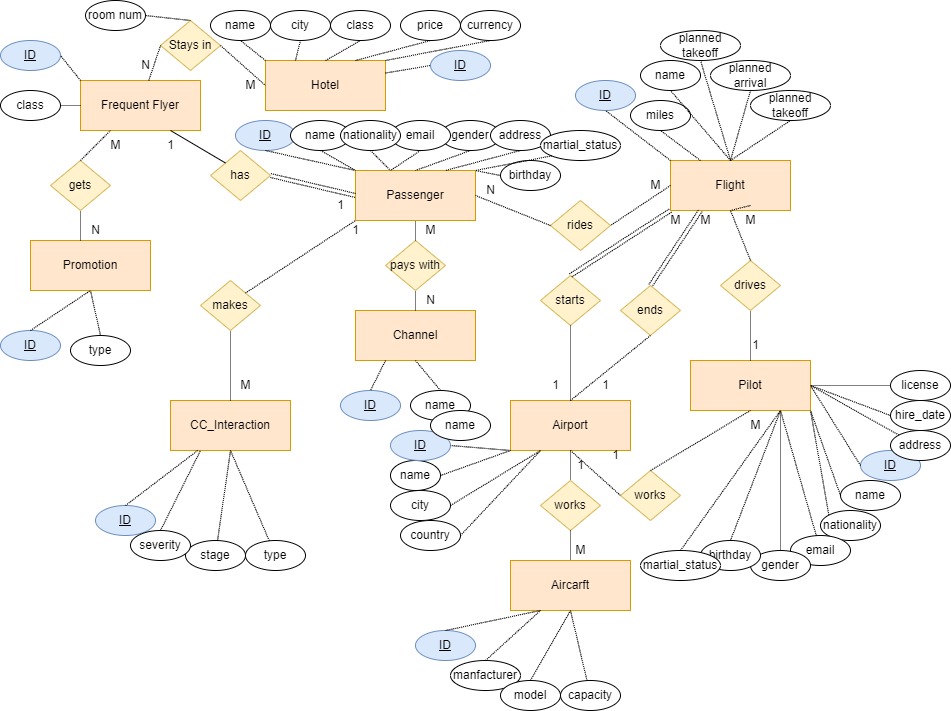 room num
name
city
class
price
currency
Stays in
ID
N
M
Hotel
ID
Frequent Flyer
class
planned
takeoff
name
planned
arrival
ID
planned
takeoff
miles
M
1
ID
name
nationality
email
gender
address
martial_status
has
birthday
gets
1
Passenger
N
M
Flight
M
M
M
rides
N
1
M
Promotion
pays with
makes
N
starts
ends
drives
ID
type
Channel
1
M
ID
name
name
1
1
Pilot
license
hire_date
address
CC_Interaction
Airport
M
ID
1
1
ID
name
city
country
works
works
name
nationality
ID
severity
stage
type
M
email
martial_status
birthday
gender
Aircarft
ID
manfacturer
model
capacity